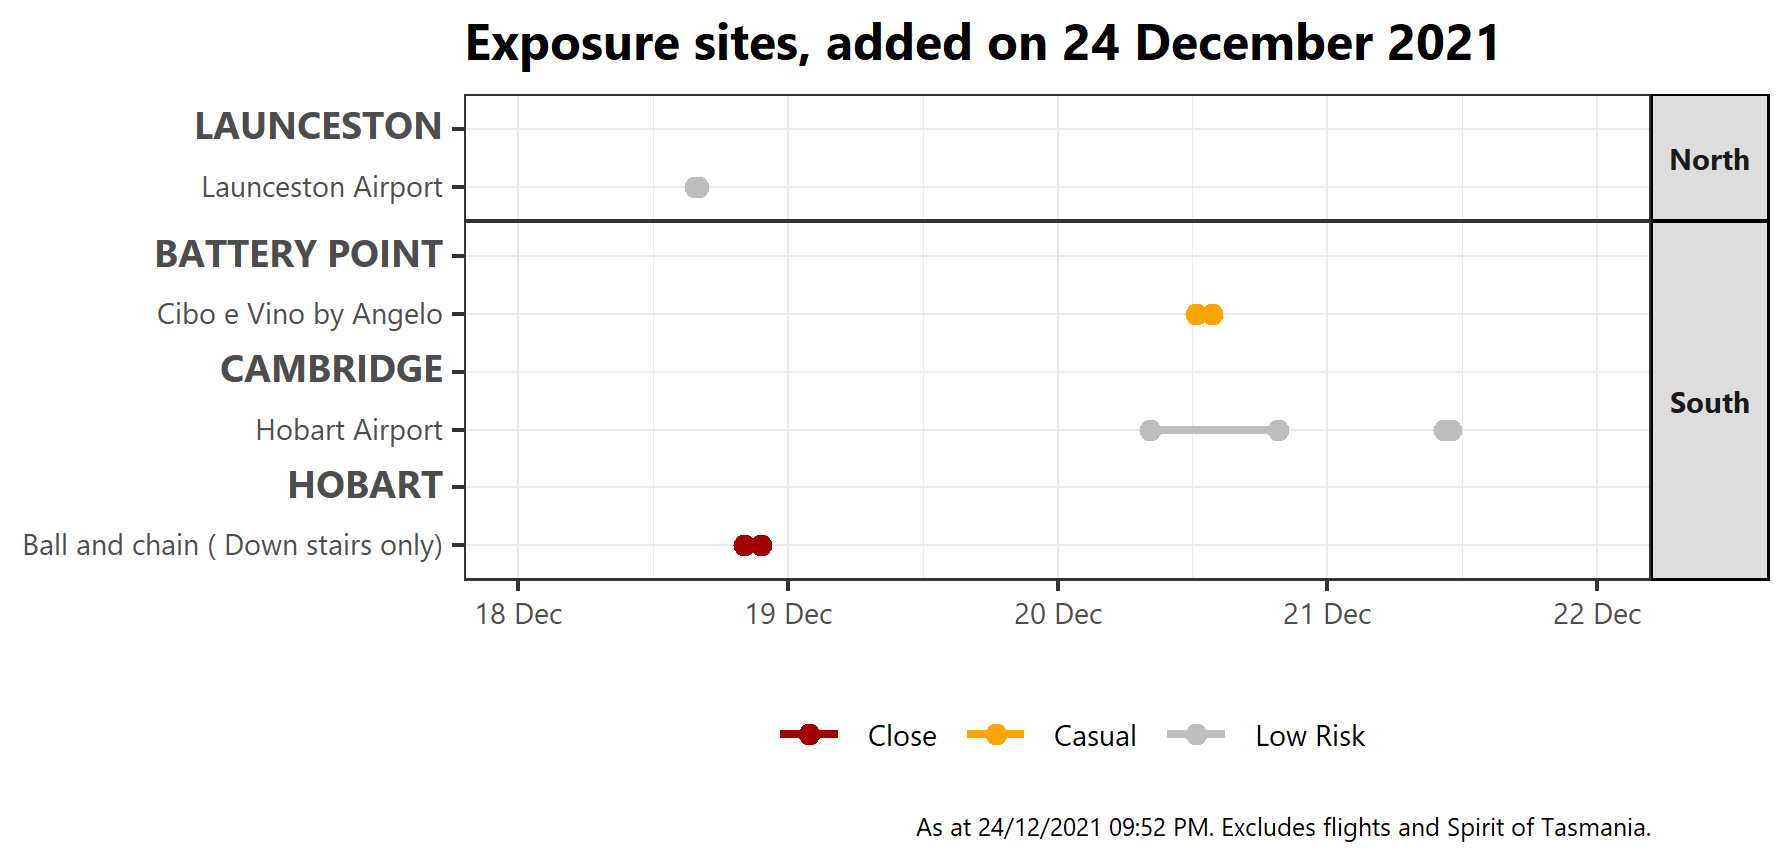 Exposure sites, added on 24 December 2021
LAUNCESTON
Launceston Airport
North
BATTERY POINT
Cibo e Vino by Angelo
CAMBRIDGE
Hobart Airport
HOBART
Ball and chain ( Down stairs only)
South
18 Dec 19 Dec 20 Dec 21 Dec 22 Dec
Close Casual Low Risk
As at 24/12/2021 09:52 PM. Excludes flights and Spirit of Tasmania.